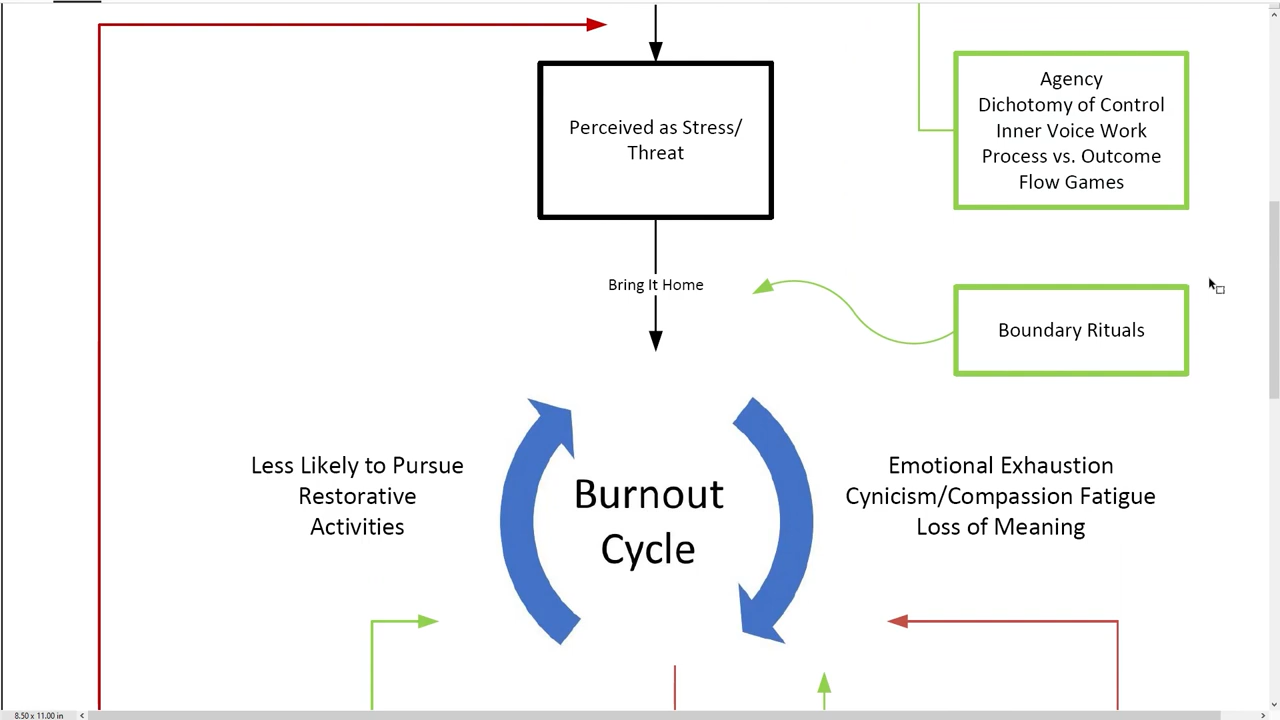 Agency
Dichotomy of Control
Inner Voice Work
Process vs. Outcome
Flow Games
Perceived as Stress/
Threat
Bring It Home
Boundary Rituals
Less Likely to Pursue
Restorative
Activities
Burnout
Cycle
Emotional Exhaustion
Cynicism/Compassion Fatigue
Loss of Meaning
8.50 x 11.00 in